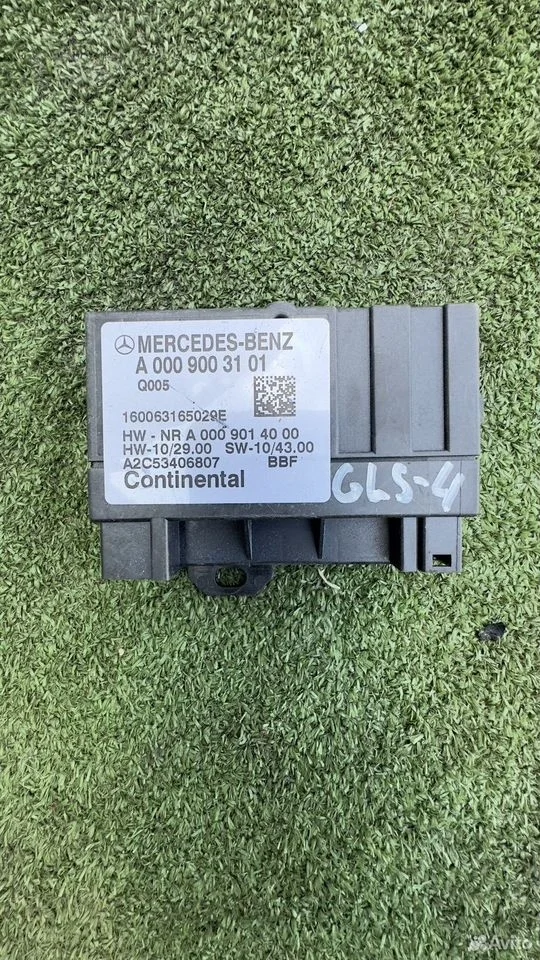 MERCEDES-BENZ
A 000 900 31 01
Q005
160063165029E
HW - NR A 000 901 40 00
HW-10/29.00 SW-10/43.00
A2C53406807 BBF
Continental
GLS-4
Avito